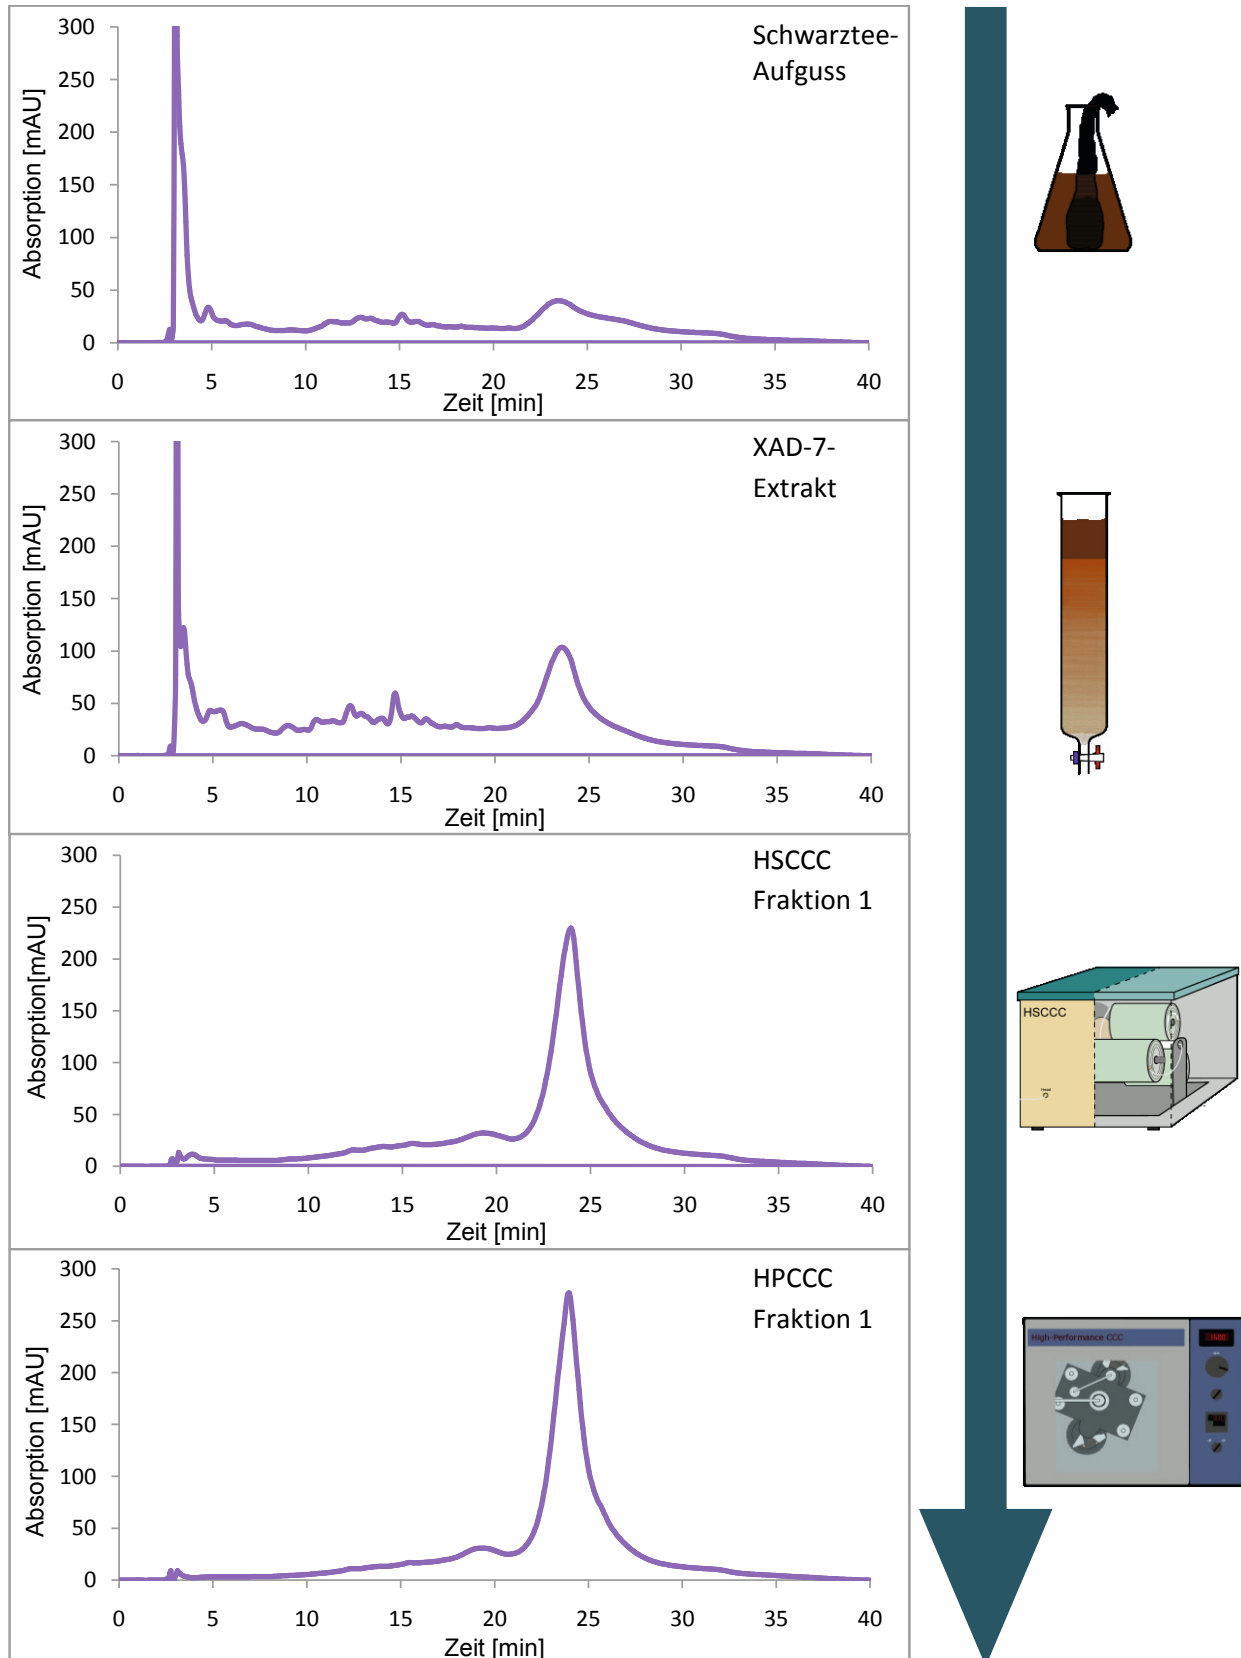 Schwarztee-
Aufguss
Absorption [mAU]
300
250
200
150
100
50
0
0 5 10 15 20 25 30 35 40
Zeit [min]
XAD-7-
Extrakt
Absorption [mAU]
300
250
200
150
100
50
0
0 5 10 15 20 25 30 35 40
Zeit [min]
HSCCC
Fraktion 1
Absorption[mAU]
300
250
200
150
100
50
0
0 5 10 15 20 25 30 35 40
Zeit [min]
HSCCC
Head
HPCCC
Fraktion 1
Absorption [mAU]
300
250
200
150
100
50
0
0 5 10 15 20 25 30 35 40
Zeit [min]
High-Performance CCC
1600